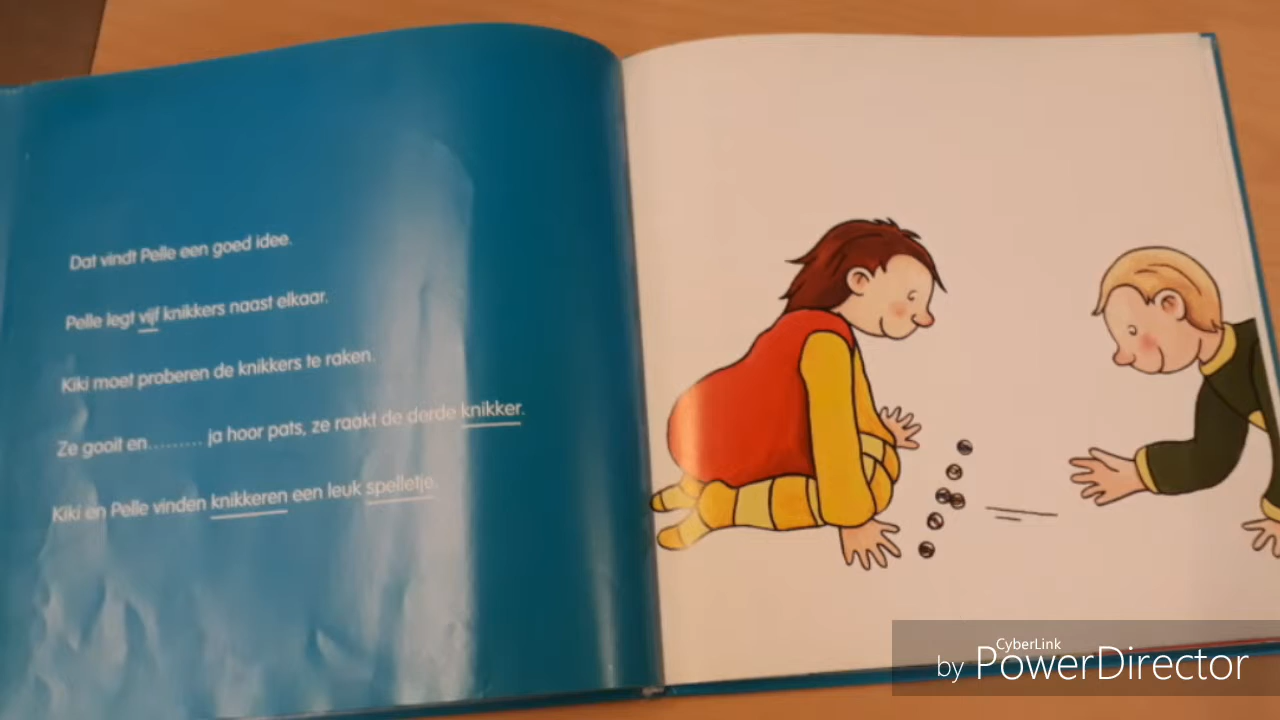 Dat vindt Pelle een goed idee.
Pelle legt vijf knikkers naast elkaar.
Kiki moet proberen de knikkers te raken.
Ze gooit en......... ja hoor pats, ze raakt de derde knikker.
Kiki en Pelle vinden knikkeren een leuk spelletje.
CyberLink
by PowerDirector